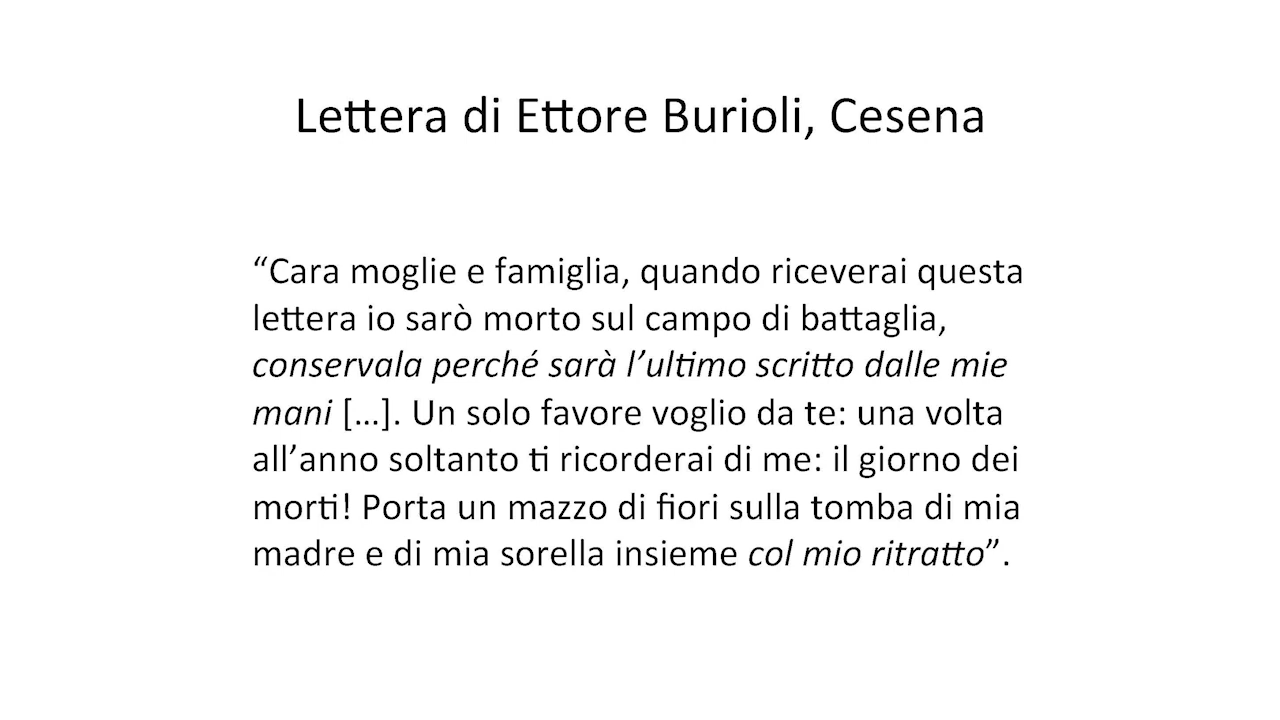 Lettera di Ettore Burioli, Cesena
“Cara moglie e famiglia, quando riceverai questa
lettera io sarò morto sul campo di battaglia,
conservala perché sarà l’ultimo scritto dalle mie
mani […]. Un solo favore voglio da te: una volta
all’anno soltanto ti ricorderai di me: il giorno dei
morti! Porta un mazzo di fiori sulla tomba di mia
madre e di mia sorella insieme col mio ritratto”.